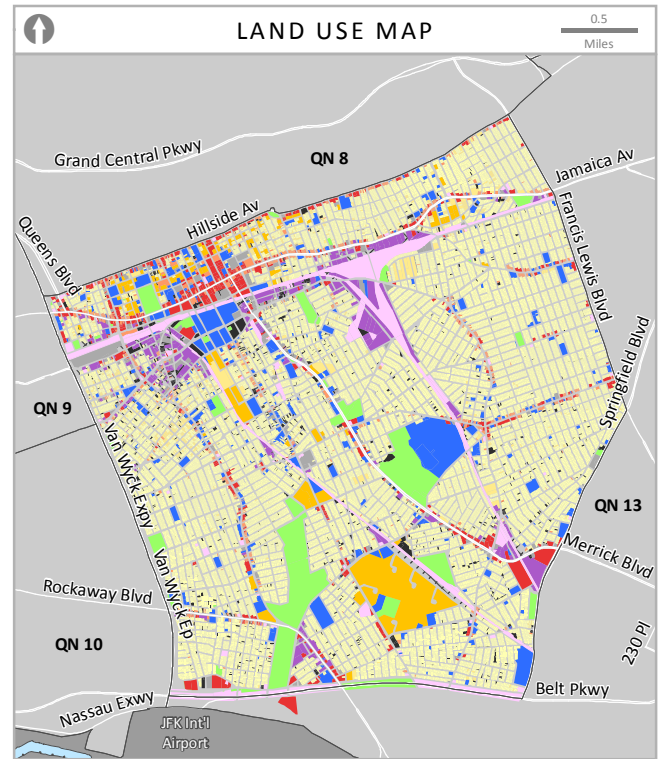 LAND USE MAP
0.5
Miles
Grand Central Pkwy
QN 8
Jamaica Av
Hillside Av
Queens Blvd
Francis Lewis Blvd
Springfield Blvd
QN 9
Van Wyck Expy
QN 13
Merrick Blvd
Van Wyck Ep
Rockaway Blvd
QN 10
230 Pl
Belt Pkwy
Nassau Exwy
JFK Int'l
Airport